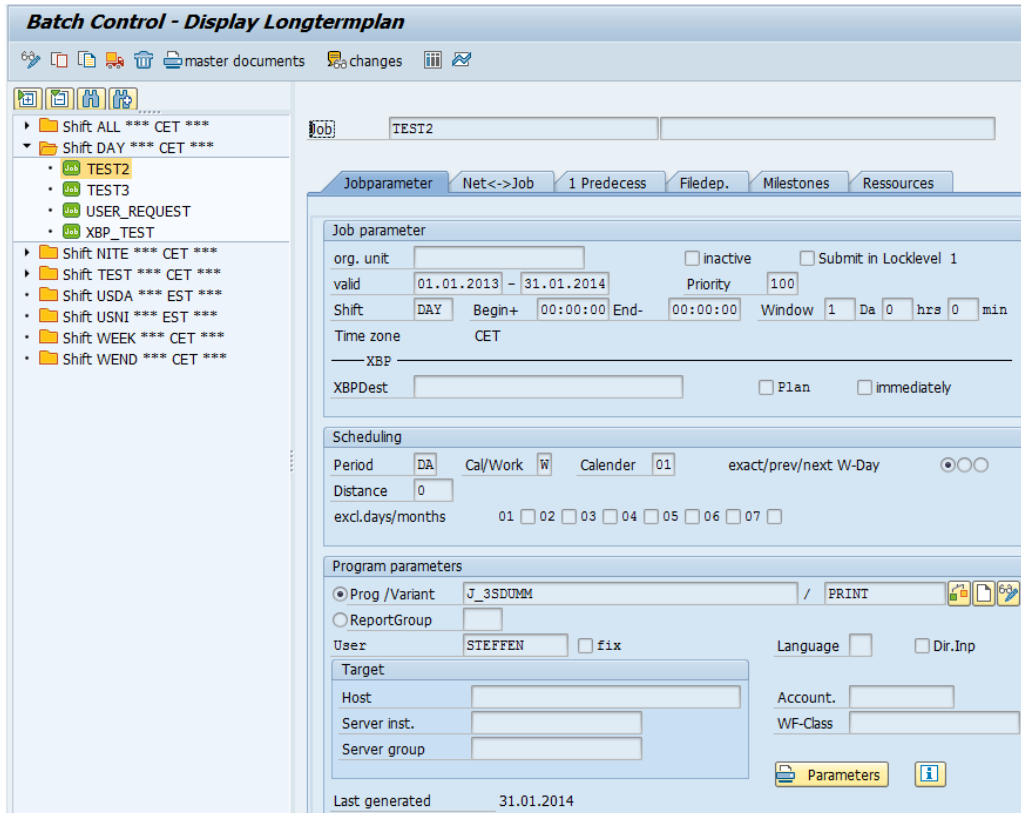 Batch Control - Display Longtermplan
master documents changes
Shift ALL *** CET ***
Shift DAY *** CET ***
Job TEST2
Job TEST3
Job USER_REQUEST
Job XBP_TEST
Shift NITE *** CET ***
Shift TEST *** CET ***
Shift USDA *** EST ***
Shift USNI *** EST ***
Shift WEEK *** CET ***
Shift WEND *** CET ***
Job TEST2
Jobparameter Net<->Job 1 Predecess Filedep. Milestones Ressources
Job parameter
org. unit inactive Submit in Locklevel 1
valid 01.01.2013 - 31.01.2014 Priority 100
Shift DAY Begin+ 00:00:00 End- 00:00:00 Window 1 Da 0 hrs 0 min
Time zone CET
XBP
XBPDest Plan immediately
Scheduling
Period DA Cal/Work W Calender 01 exact/prev/next W-Day
Distance 0
excl.days/months 01 02 03 04 05 06 07
Program parameters
Prog /Variant J_3SDUMM / PRINT
ReportGroup
User STEFFEN fix Language Dir.Inp
Target
Host Account.
Server inst. WF-Class
Server group
Parameters
Last generated 31.01.2014